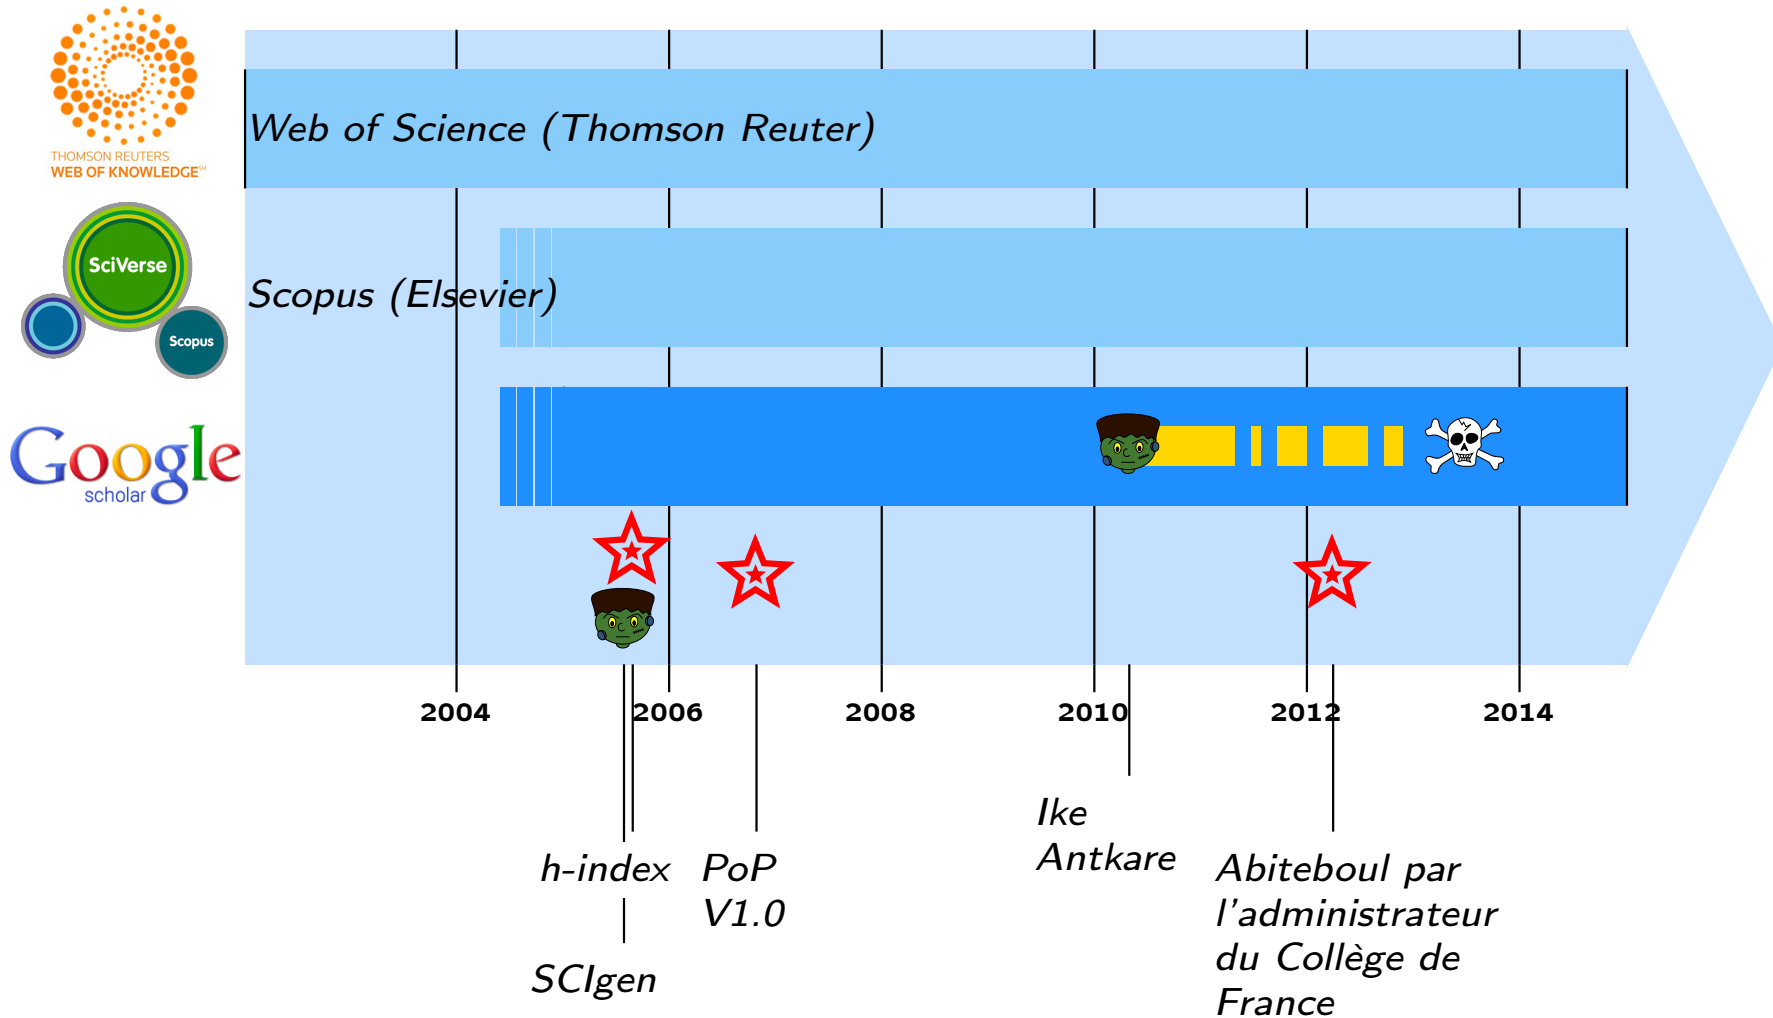 THOMSON REUTERS
WEB OF KNOWLEDGE℠
Web of Science (Thomson Reuter)
SciVerse
Scopus
Scopus (Elsevier)
Google
scholar
2004
2006
2008
2010
2012
2014
Ike
Antkare
h-index
PoP
V1.0
Abiteboul par
l'administrateur
du Collège de
France
SCIgen